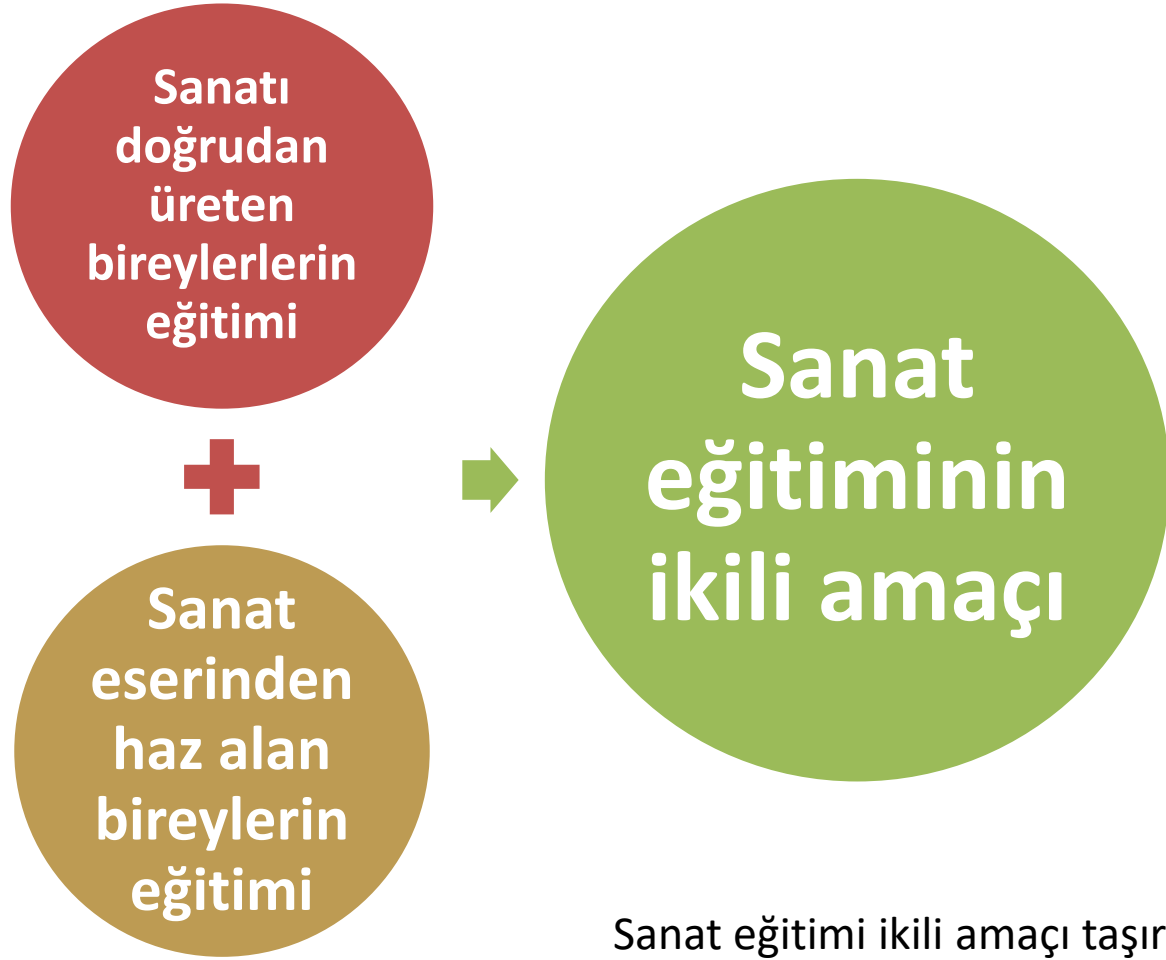 Sanatı
doğrudan
üreten
bireylerlerin
eğitimi
Sanat
eserinden
haz alan
bireylerin
eğitimi
Sanat
eğitiminin
ikili amaçı
Sanat eğitimi ikili amaçı taşır